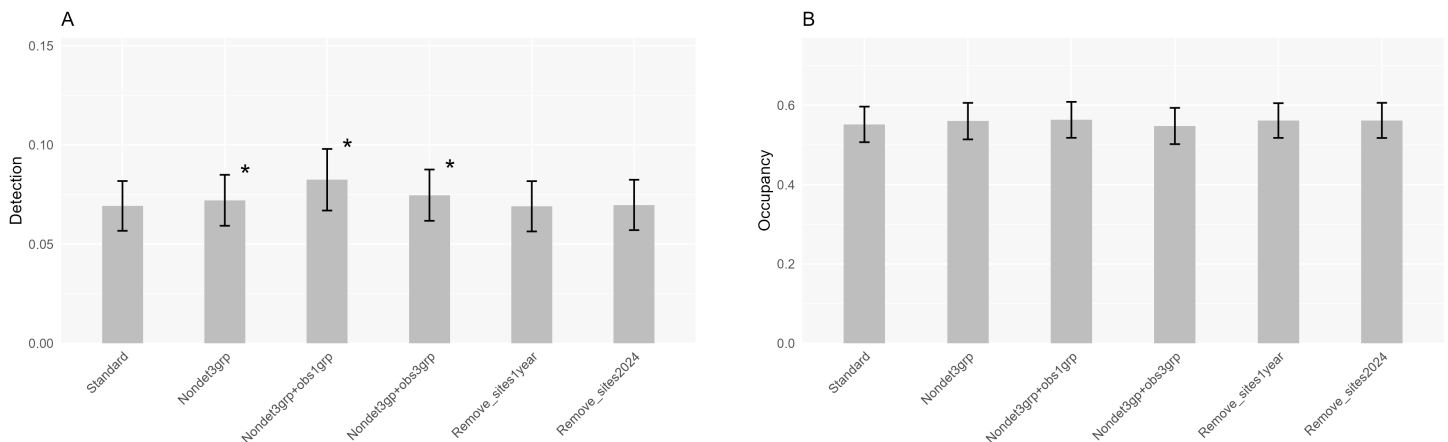 A
Detection
0.15
0.10
0.05
0.00
*
*
*
Standard
Nondet3grp
Nondet3grp+obs1grp
Nondet3gp+obs3grp
Remove_sites1year
Remove_sites2024
B
Occupancy
0.6
0.4
0.2
0.0
Standard
Nondet3grp
Nondet3grp+obs1grp
Nondet3gp+obs3grp
Remove_sites1year
Remove_sites2024